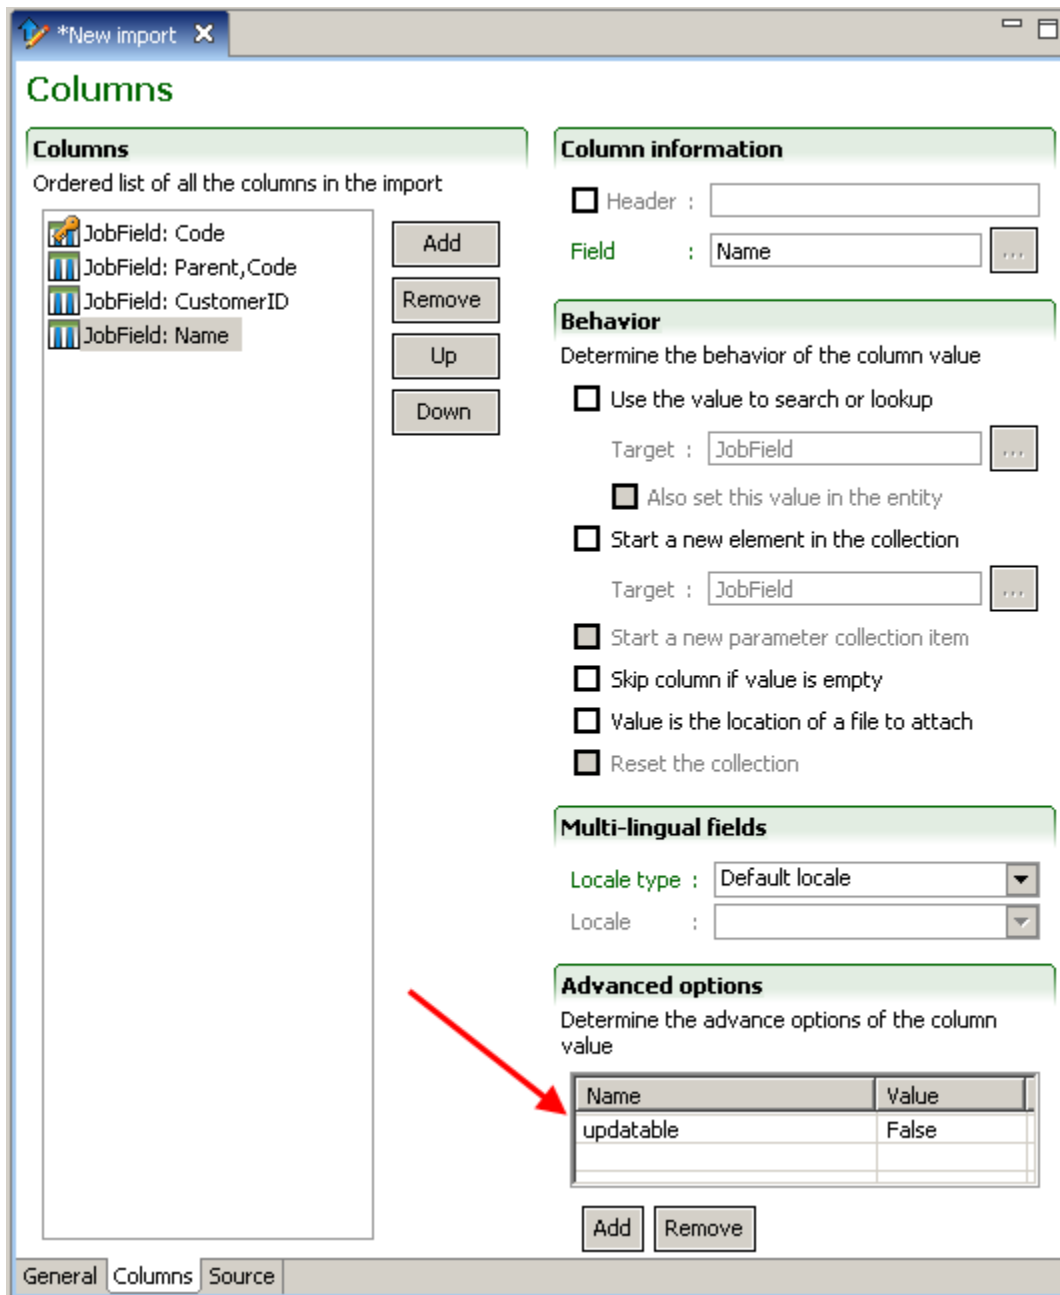 *New import
Columns
Columns
Ordered list of all the columns in the import
JobField: Code
JobField: Parent,Code
JobField: CustomerID
JobField: Name
Add
Remove
Up
Down
Column information
Header :
Field : Name ...
Behavior
Determine the behavior of the column value
Use the value to search or lookup
Target : JobField ...
Also set this value in the entity
Start a new element in the collection
Target : JobField ...
Start a new parameter collection item
Skip column if value is empty
Value is the location of a file to attach
Reset the collection
Multi-lingual fields
Locale type : Default locale
Locale :
Advanced options
Determine the advance options of the column
value
Name Value
updatable False
Add Remove
General Columns Source